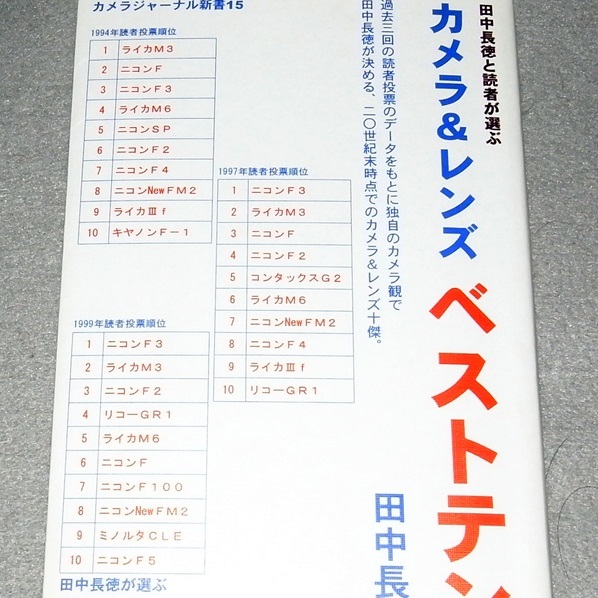 カメラジャーナル新書15
田中長徳と読者が選ぶ
カメラ&レンズ ベストテン
過去三回の読者投票のデータをもとに独自のカメラ観で
田中長徳が決める、二〇世紀末時点でのカメラ&レンズ十傑。
田中長
1994年読者投票順位
1 ライカM3
2 ニコンF
3 ニコンF3
4 ライカM6
5 ニコンSP
6 ニコンF2
7 ニコンF4
8 ニコンNewFM2
9 ライカⅢf
10 キヤノンF-1
1997年読者投票順位
1 ニコンF3
2 ライカM3
3 ニコンF
4 ニコンF2
5 コンタックスG2
6 ライカM6
7 ニコンNewFM2
8 ニコンF4
9 ライカⅢf
10 リコーGR1
1999年読者投票順位
1 ニコンF3
2 ライカM3
3 ニコンF2
4 リコーGR1
5 ライカM6
6 ニコンF
7 ニコンF100
8 ニコンNewFM2
9 ミノルタCLE
10 ニコンF5
田中長徳が選ぶ